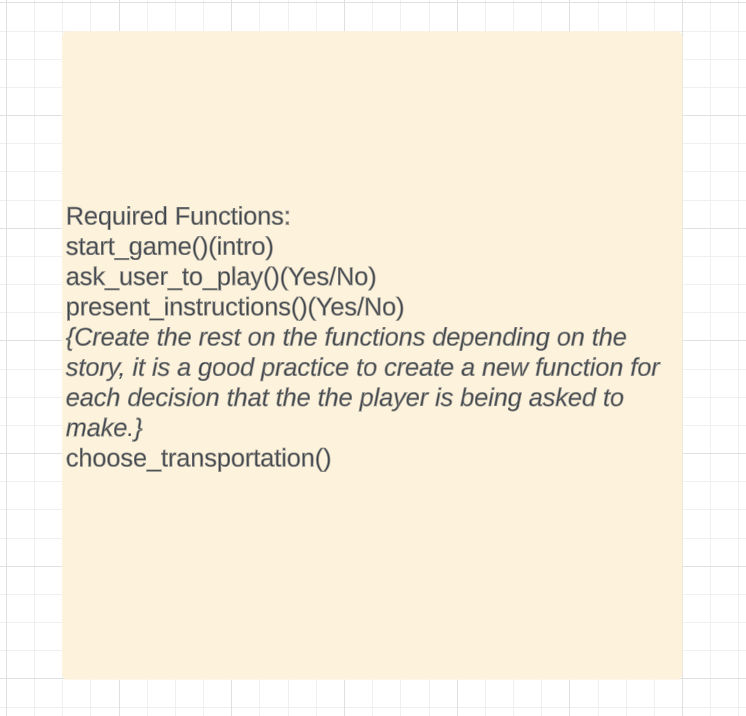 Required Functions:
start_game()(intro)
ask_user_to_play()(Yes/No)
present_instructions()(Yes/No)
{Create the rest on the functions depending on the
story, it is a good practice to create a new function for
each decision that the the player is being asked to
make.}
choose_transportation()